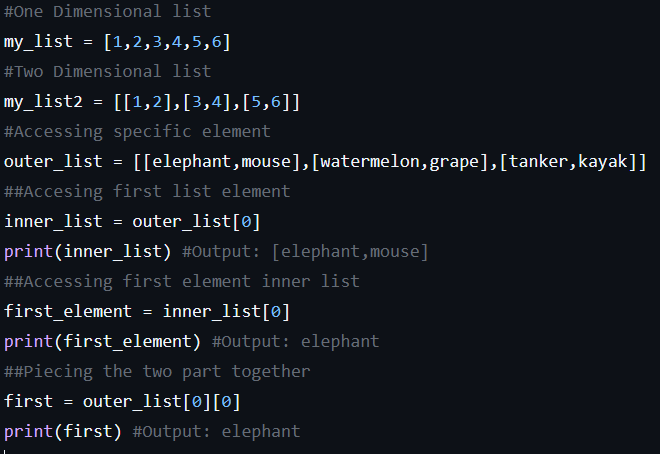 #One Dimensional list
my_list = [1,2,3,4,5,6]
#Two Dimensional list
my_list2 = [[1,2],[3,4],[5,6]]
#Accessing specific element
outer_list = [[elephant,mouse],[watermelon,grape],[tanker,kayak]]
##Accesing first list element
inner_list = outer_list[0]
print(inner_list) #Output: [elephant,mouse]
##Accessing first element inner list
first_element = inner_list[0]
print(first_element) #Output: elephant
##Piecing the two part together
first = outer_list[0][0]
print(first) #Output: elephant